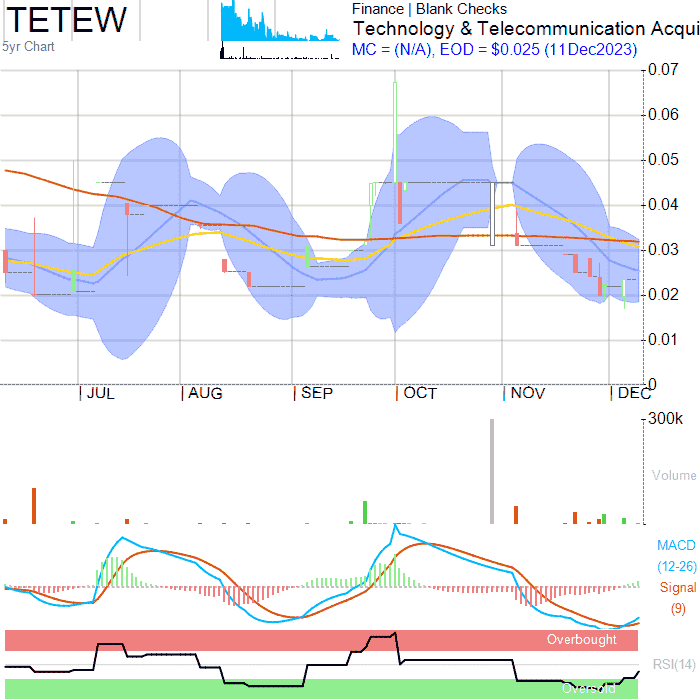 TETEW
5yr Chart
Finance | Blank Checks
Technology & Telecommunication Acqui
MC = (N/A), EOD = $0.025 (11Dec2023)
0.07
0.06
0.05
0.04
0.03
0.02
0.01
0
JUL AUG SEP OCT NOV DEC
300k
Volume
MACD
(12-26)
Signal
(9)
Overbought
RSI(14)
Oversold